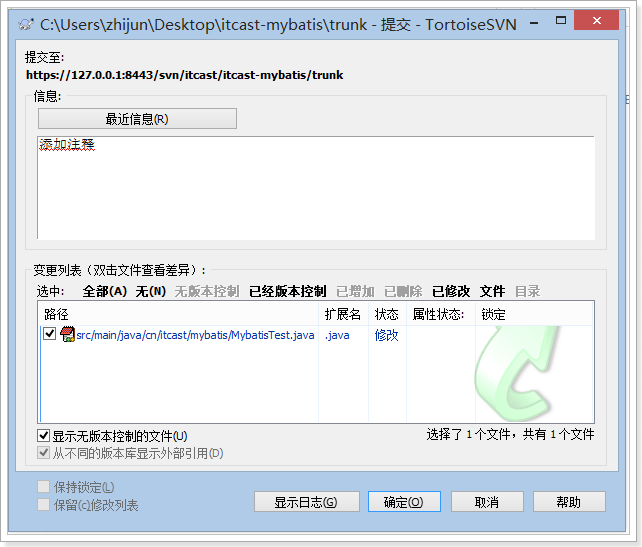 C:\Users\zhijun\Desktop\itcast-mybatis\trunk - 提交 - TortoiseSVN
提交至:
https://127.0.0.1:8443/svn/itcast/itcast-mybatis/trunk
信息:
最近信息(R)
添加注释
变更列表（双击文件查看差异）:
选中: 全部(A) 无(N) 无版本控制 已经版本控制 已增加 已删除 已修改 文件 目录
路径 扩展名 状态 属性状态: 锁定
src/main/java/cn/itcast/mybatis/MybatisTest.java .java 修改
显示无版本控制的文件(U) 选择了 1 个文件，共有 1 个文件
从不同的版本库显示外部引用(D)
保持锁定(L)
保留(c)修改列表
显示日志(G) 确定(O) 取消 帮助